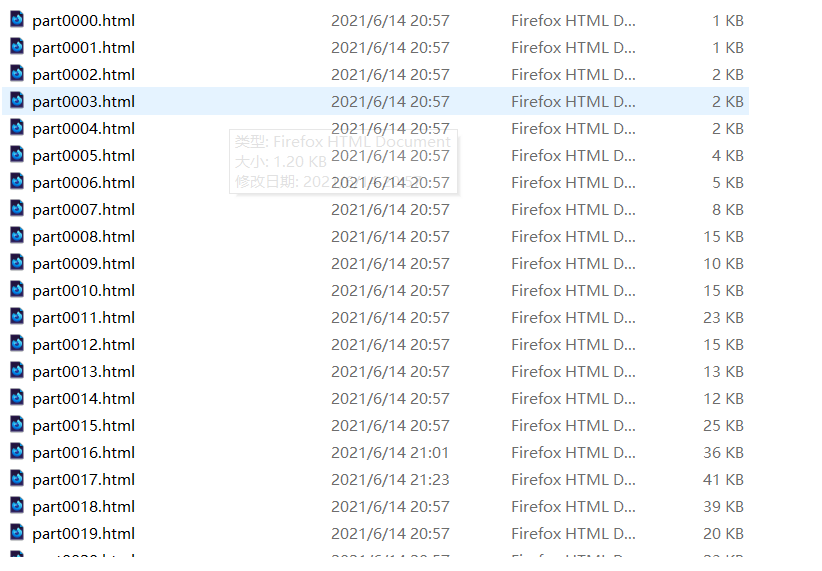 part0000.html 2021/6/14 20:57 Firefox HTML D... 1 KB
part0001.html 2021/6/14 20:57 Firefox HTML D... 1 KB
part0002.html 2021/6/14 20:57 Firefox HTML D... 2 KB
part0003.html 2021/6/14 20:57 Firefox HTML D... 2 KB
part0004.html 2021/6/14 20:57 Firefox HTML D... 2 KB
类型: Firefox HTML Document
part0005.html 2021/6/14 20:57 Firefox HTML D... 4 KB
大小: 1.20 KB
part0006.html 2021/6/14 20:57 Firefox HTML D... 5 KB
修改日期:
part0007.html 2021/6/14 20:57 Firefox HTML D... 8 KB
part0008.html 2021/6/14 20:57 Firefox HTML D... 15 KB
part0009.html 2021/6/14 20:57 Firefox HTML D... 10 KB
part0010.html 2021/6/14 20:57 Firefox HTML D... 15 KB
part0011.html 2021/6/14 20:57 Firefox HTML D... 23 KB
part0012.html 2021/6/14 20:57 Firefox HTML D... 15 KB
part0013.html 2021/6/14 20:57 Firefox HTML D... 13 KB
part0014.html 2021/6/14 20:57 Firefox HTML D... 12 KB
part0015.html 2021/6/14 20:57 Firefox HTML D... 25 KB
part0016.html 2021/6/14 21:01 Firefox HTML D... 36 KB
part0017.html 2021/6/14 21:23 Firefox HTML D... 41 KB
part0018.html 2021/6/14 20:57 Firefox HTML D... 39 KB
part0019.html 2021/6/14 20:57 Firefox HTML D... 20 KB